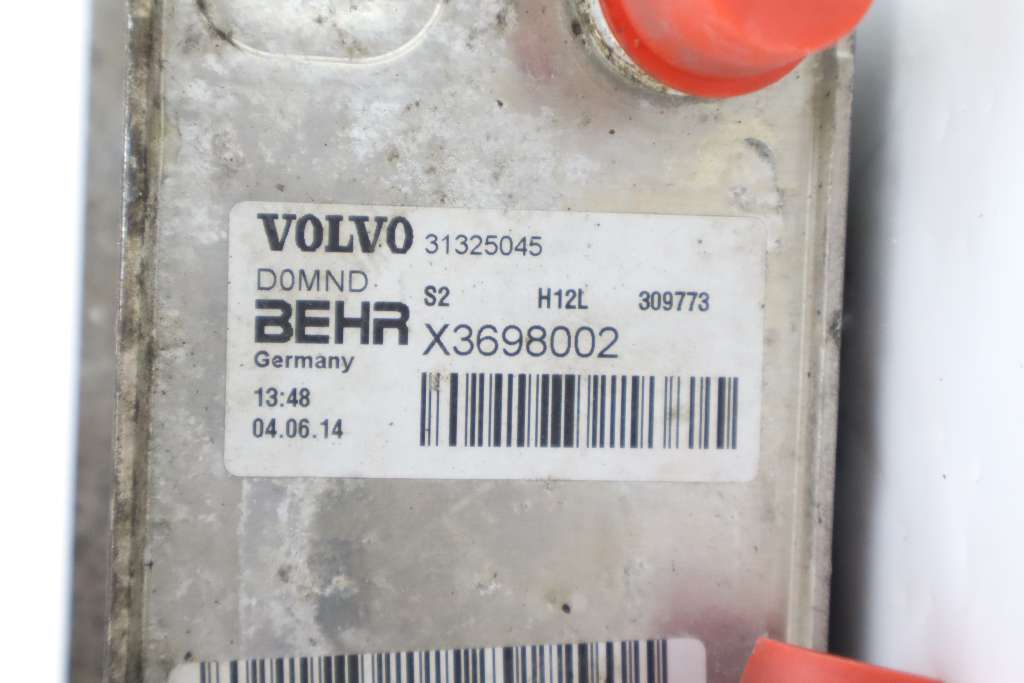 VOLVO 31325045
D0MND
S2 H12L 309773
BEHR X3698002
Germany
13:48
04.06.14